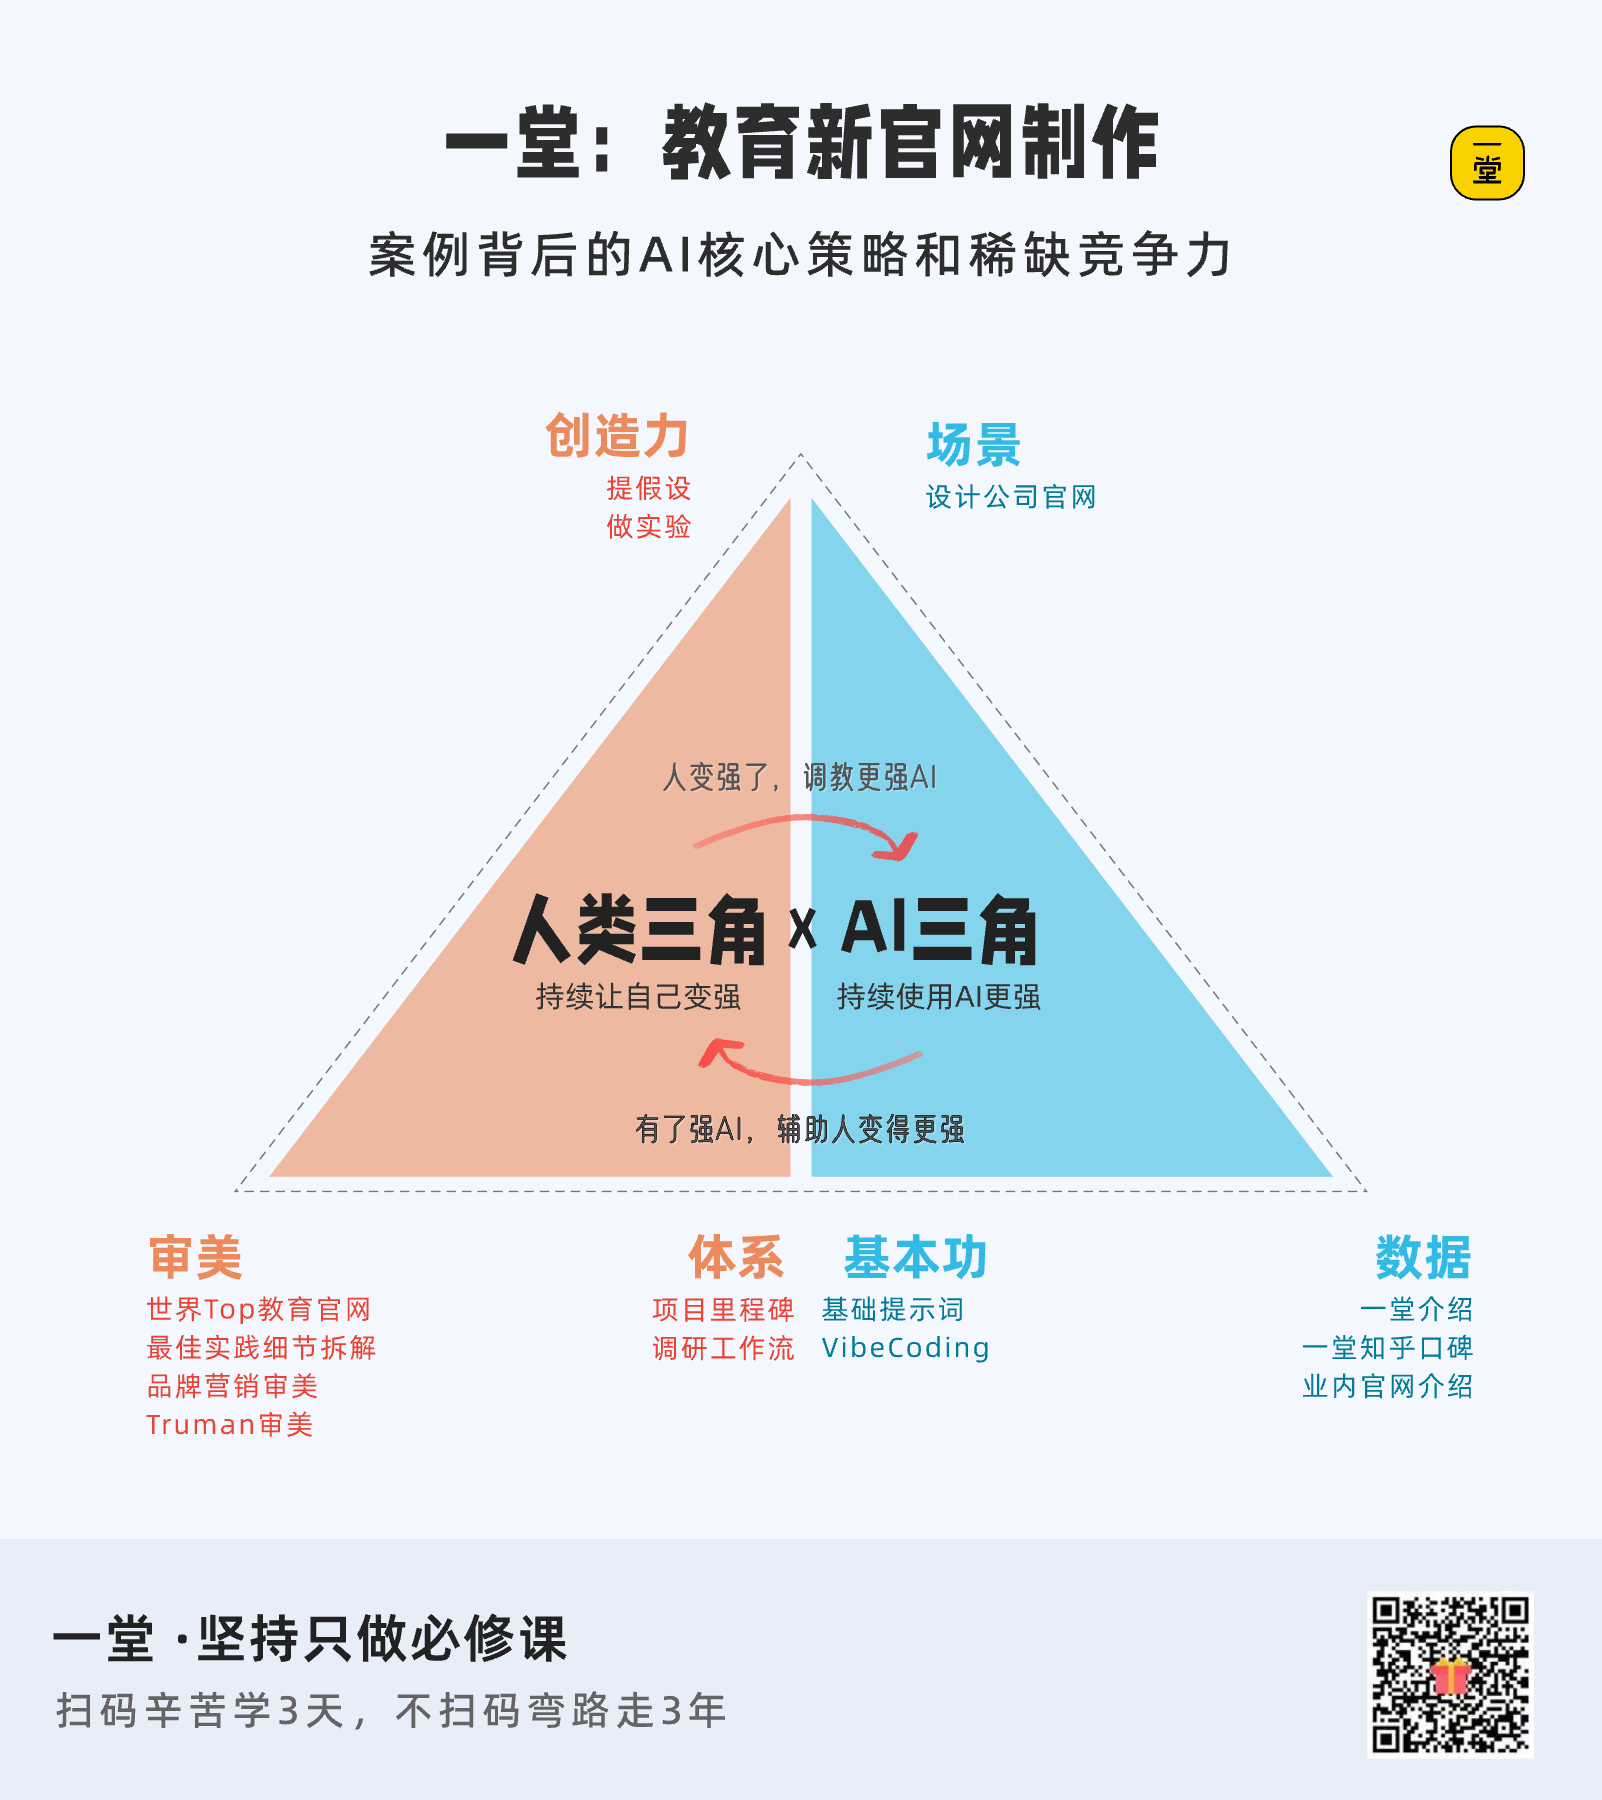 一堂：教育新官网制作
一
堂
案例背后的AI核心策略和稀缺竞争力
创造力
提假设
做实验
场景
设计公司官网
人变强了，调教更强AI
人类三角 x AI三角
持续让自己变强
持续使用AI更强
有了强AI，辅助人变得更强
审美
世界Top教育官网
最佳实践细节拆解
品牌营销审美
Truman审美
体系
项目里程碑
调研工作流
基本功
基础提示词
VibeCoding
数据
一堂介绍
一堂知乎口碑
业内官网介绍
一堂 ·坚持只做必修课
扫码辛苦学3天，不扫码弯路走3年